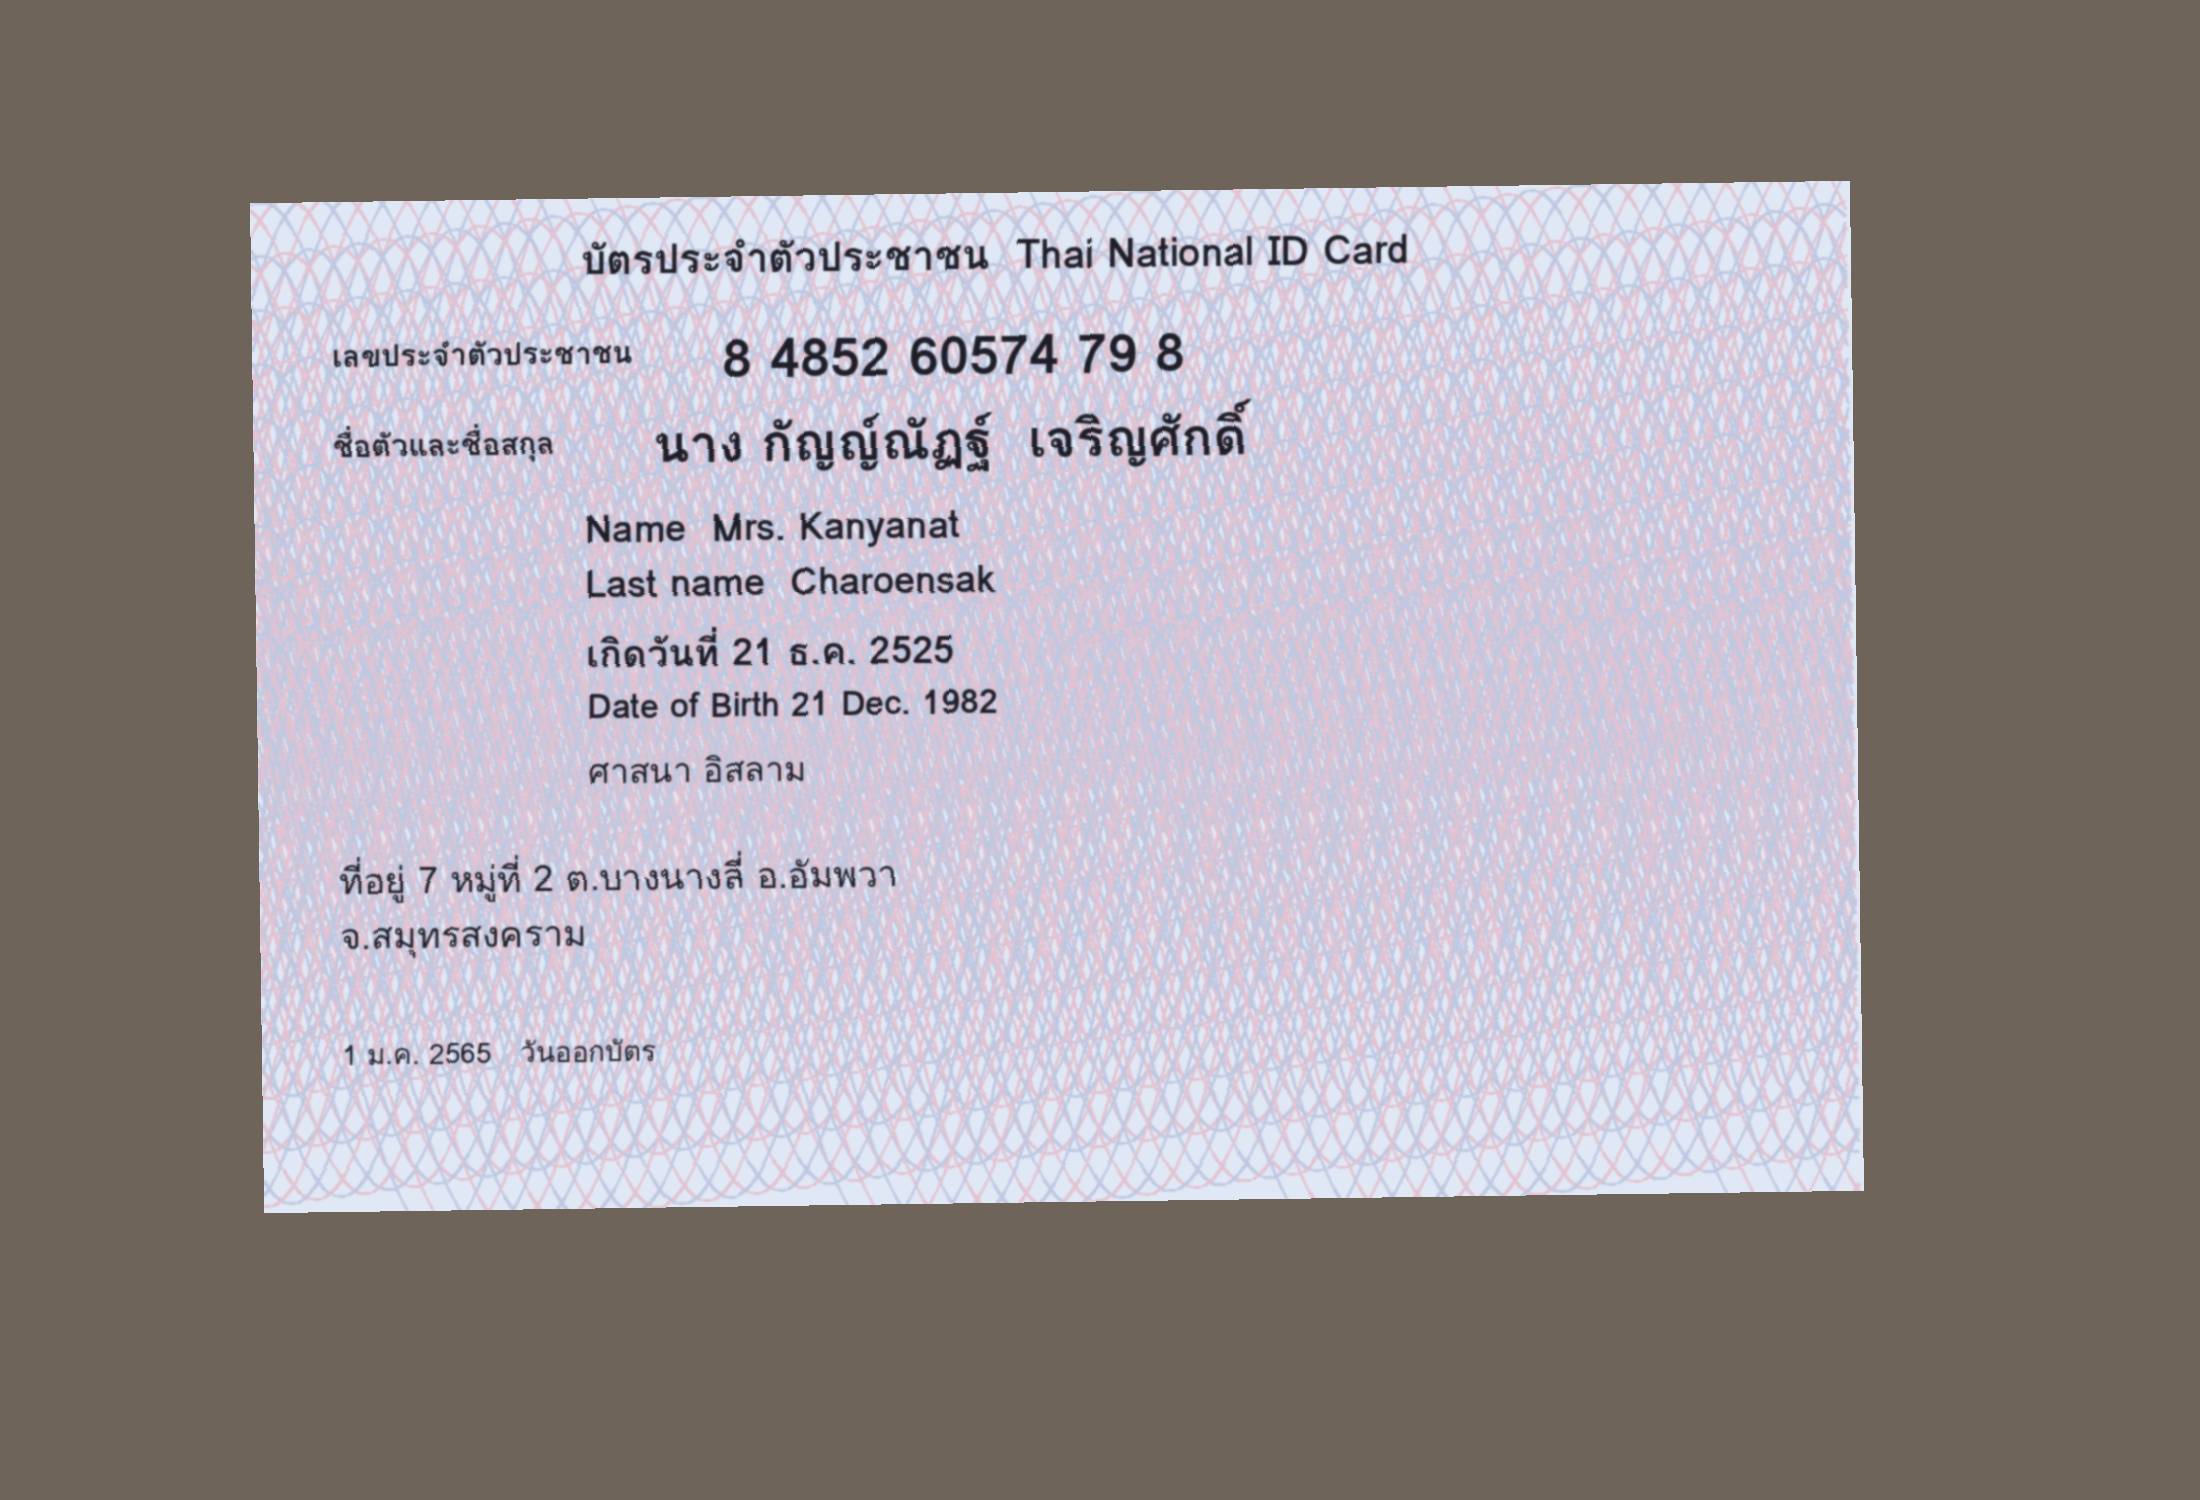 บัตรประจำตัวประชาชน Thai National ID Card
เลขประจำตัวประชาชน 8 4852 60574 79 8
ชื่อตัวและชื่อสกุล นาง กัญญ์ณัฏฐ์ เจริญศักดิ์
Name Mrs. Kanyanat
Last name Charoensak
เกิดวันที่ 21 ธ.ค. 2525
Date of Birth 21 Dec. 1982
ศาสนา อิสลาม
ที่อยู่ 7 หมู่ที่ 2 ต.บางนางลี่ อ.อัมพวา
จ.สมุทรสงคราม
1 ม.ค. 2565 วันออกบัตร